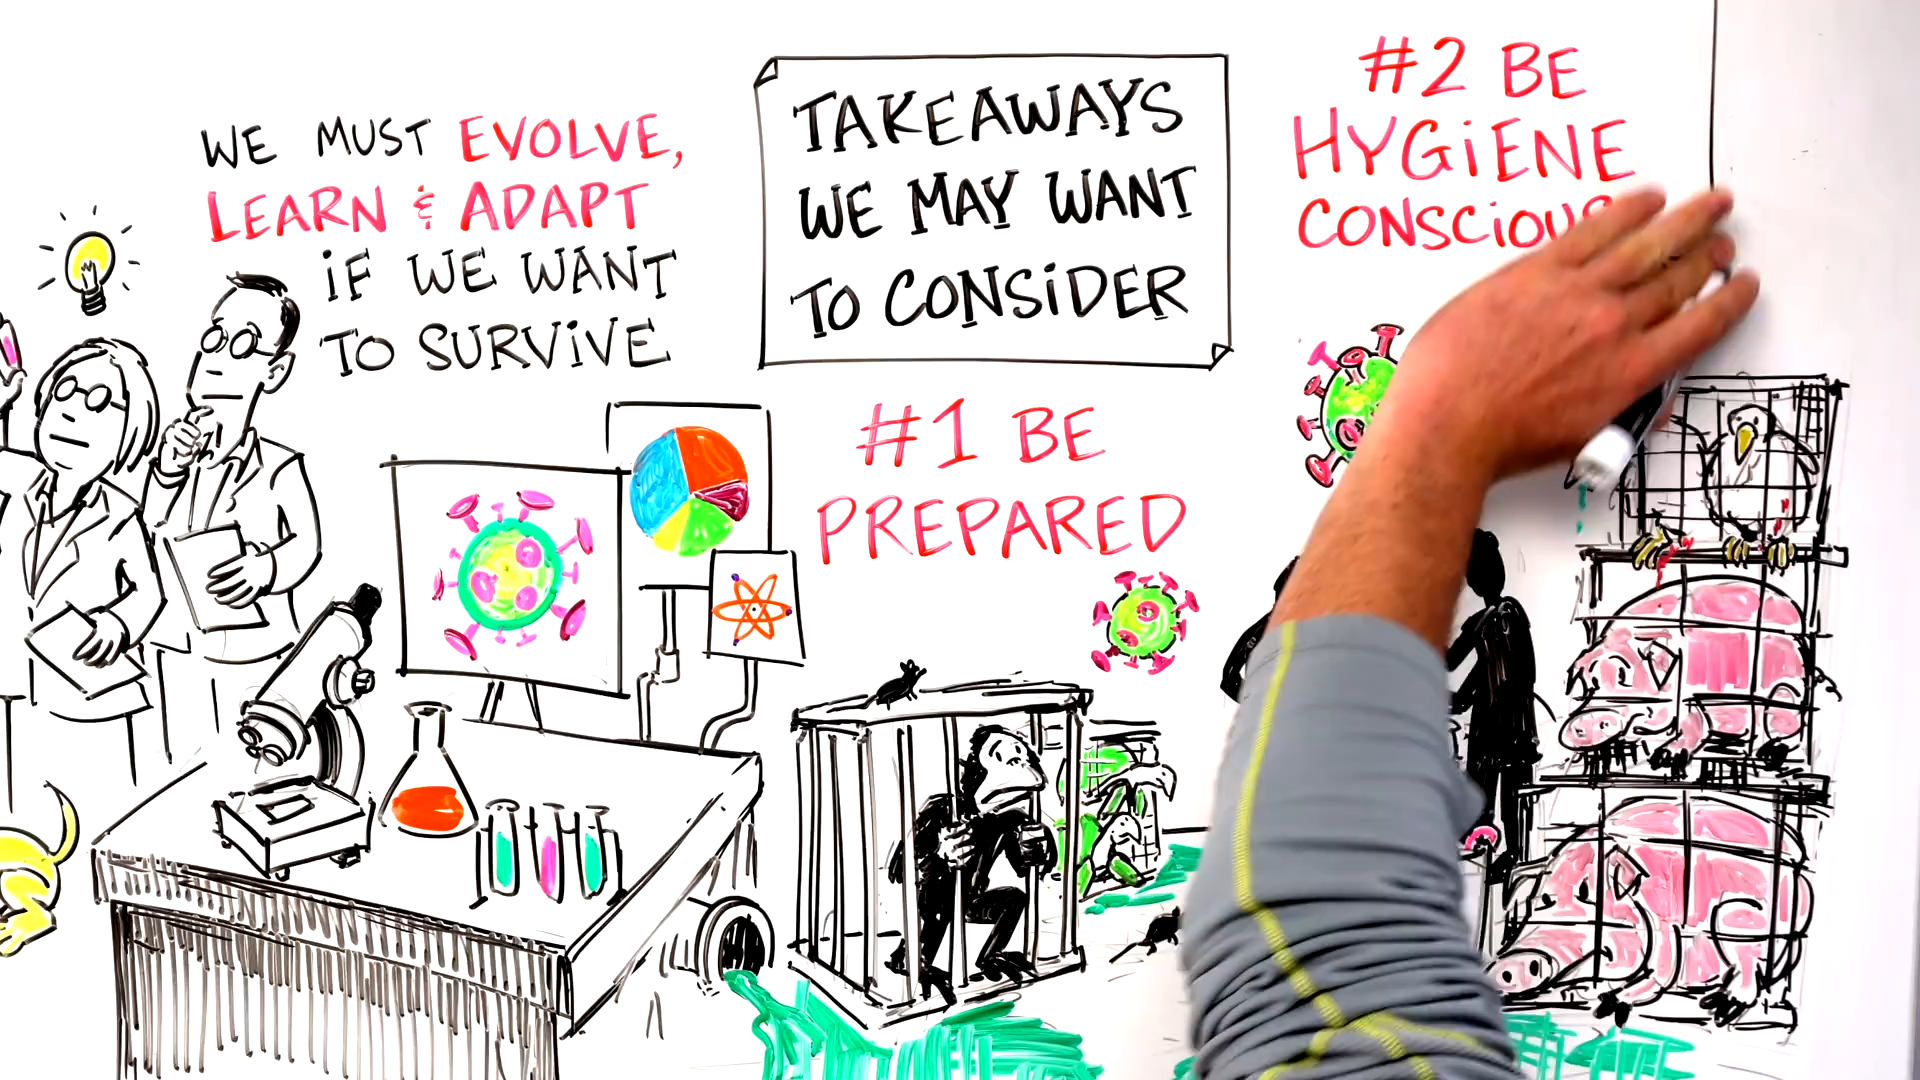 WE MUST EVOLVE,
LEARN & ADAPT
IF WE WANT
TO SURVIVE
TAKEAWAYS
WE MAY WANT
TO CONSIDER
#1 BE
PREPARED
#2 BE
HYGIENE
CONSCIOUS